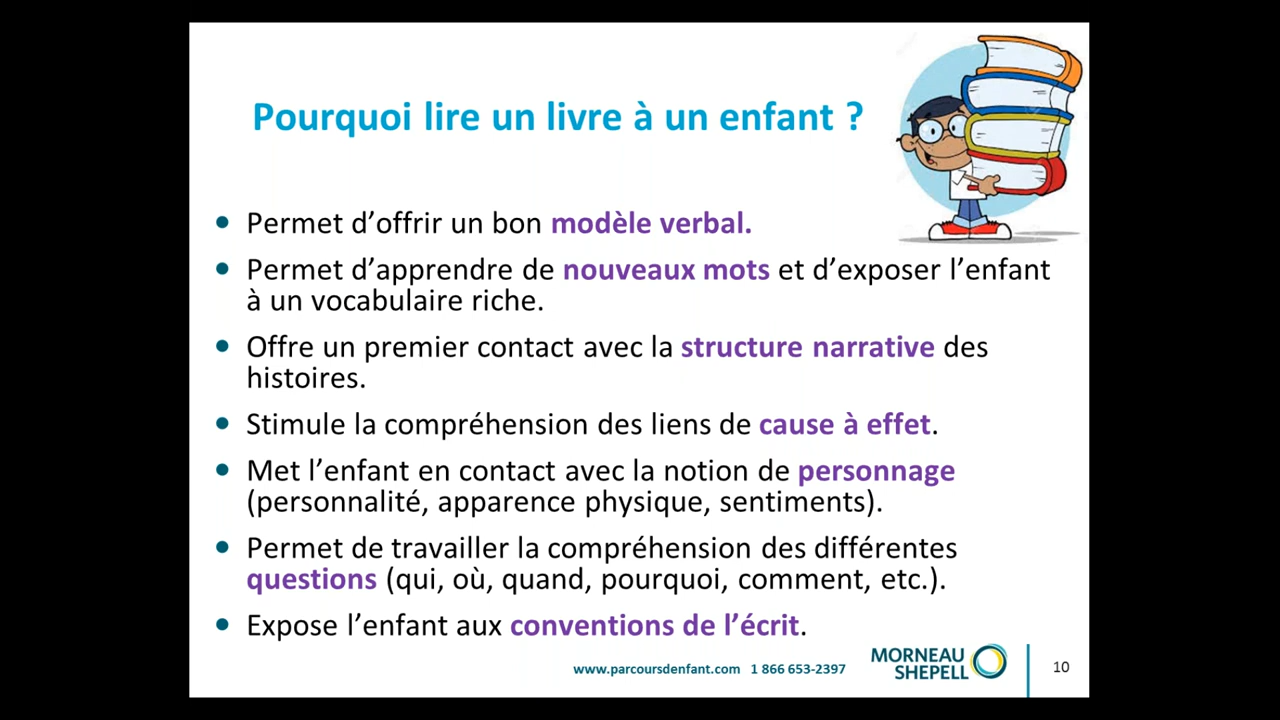 Pourquoi lire un livre à un enfant ?
• Permet d’offrir un bon modèle verbal.
• Permet d’apprendre de nouveaux mots et d’exposer l’enfant
à un vocabulaire riche.
• Offre un premier contact avec la structure narrative des
histoires.
• Stimule la compréhension des liens de cause à effet.
• Met l’enfant en contact avec la notion de personnage
(personnalité, apparence physique, sentiments).
• Permet de travailler la compréhension des différentes
questions (qui, où, quand, pourquoi, comment, etc.).
• Expose l’enfant aux conventions de l’écrit.
www.parcoursdenfant.com 1 866 653-2397
MORNEAU
SHEPELL
10